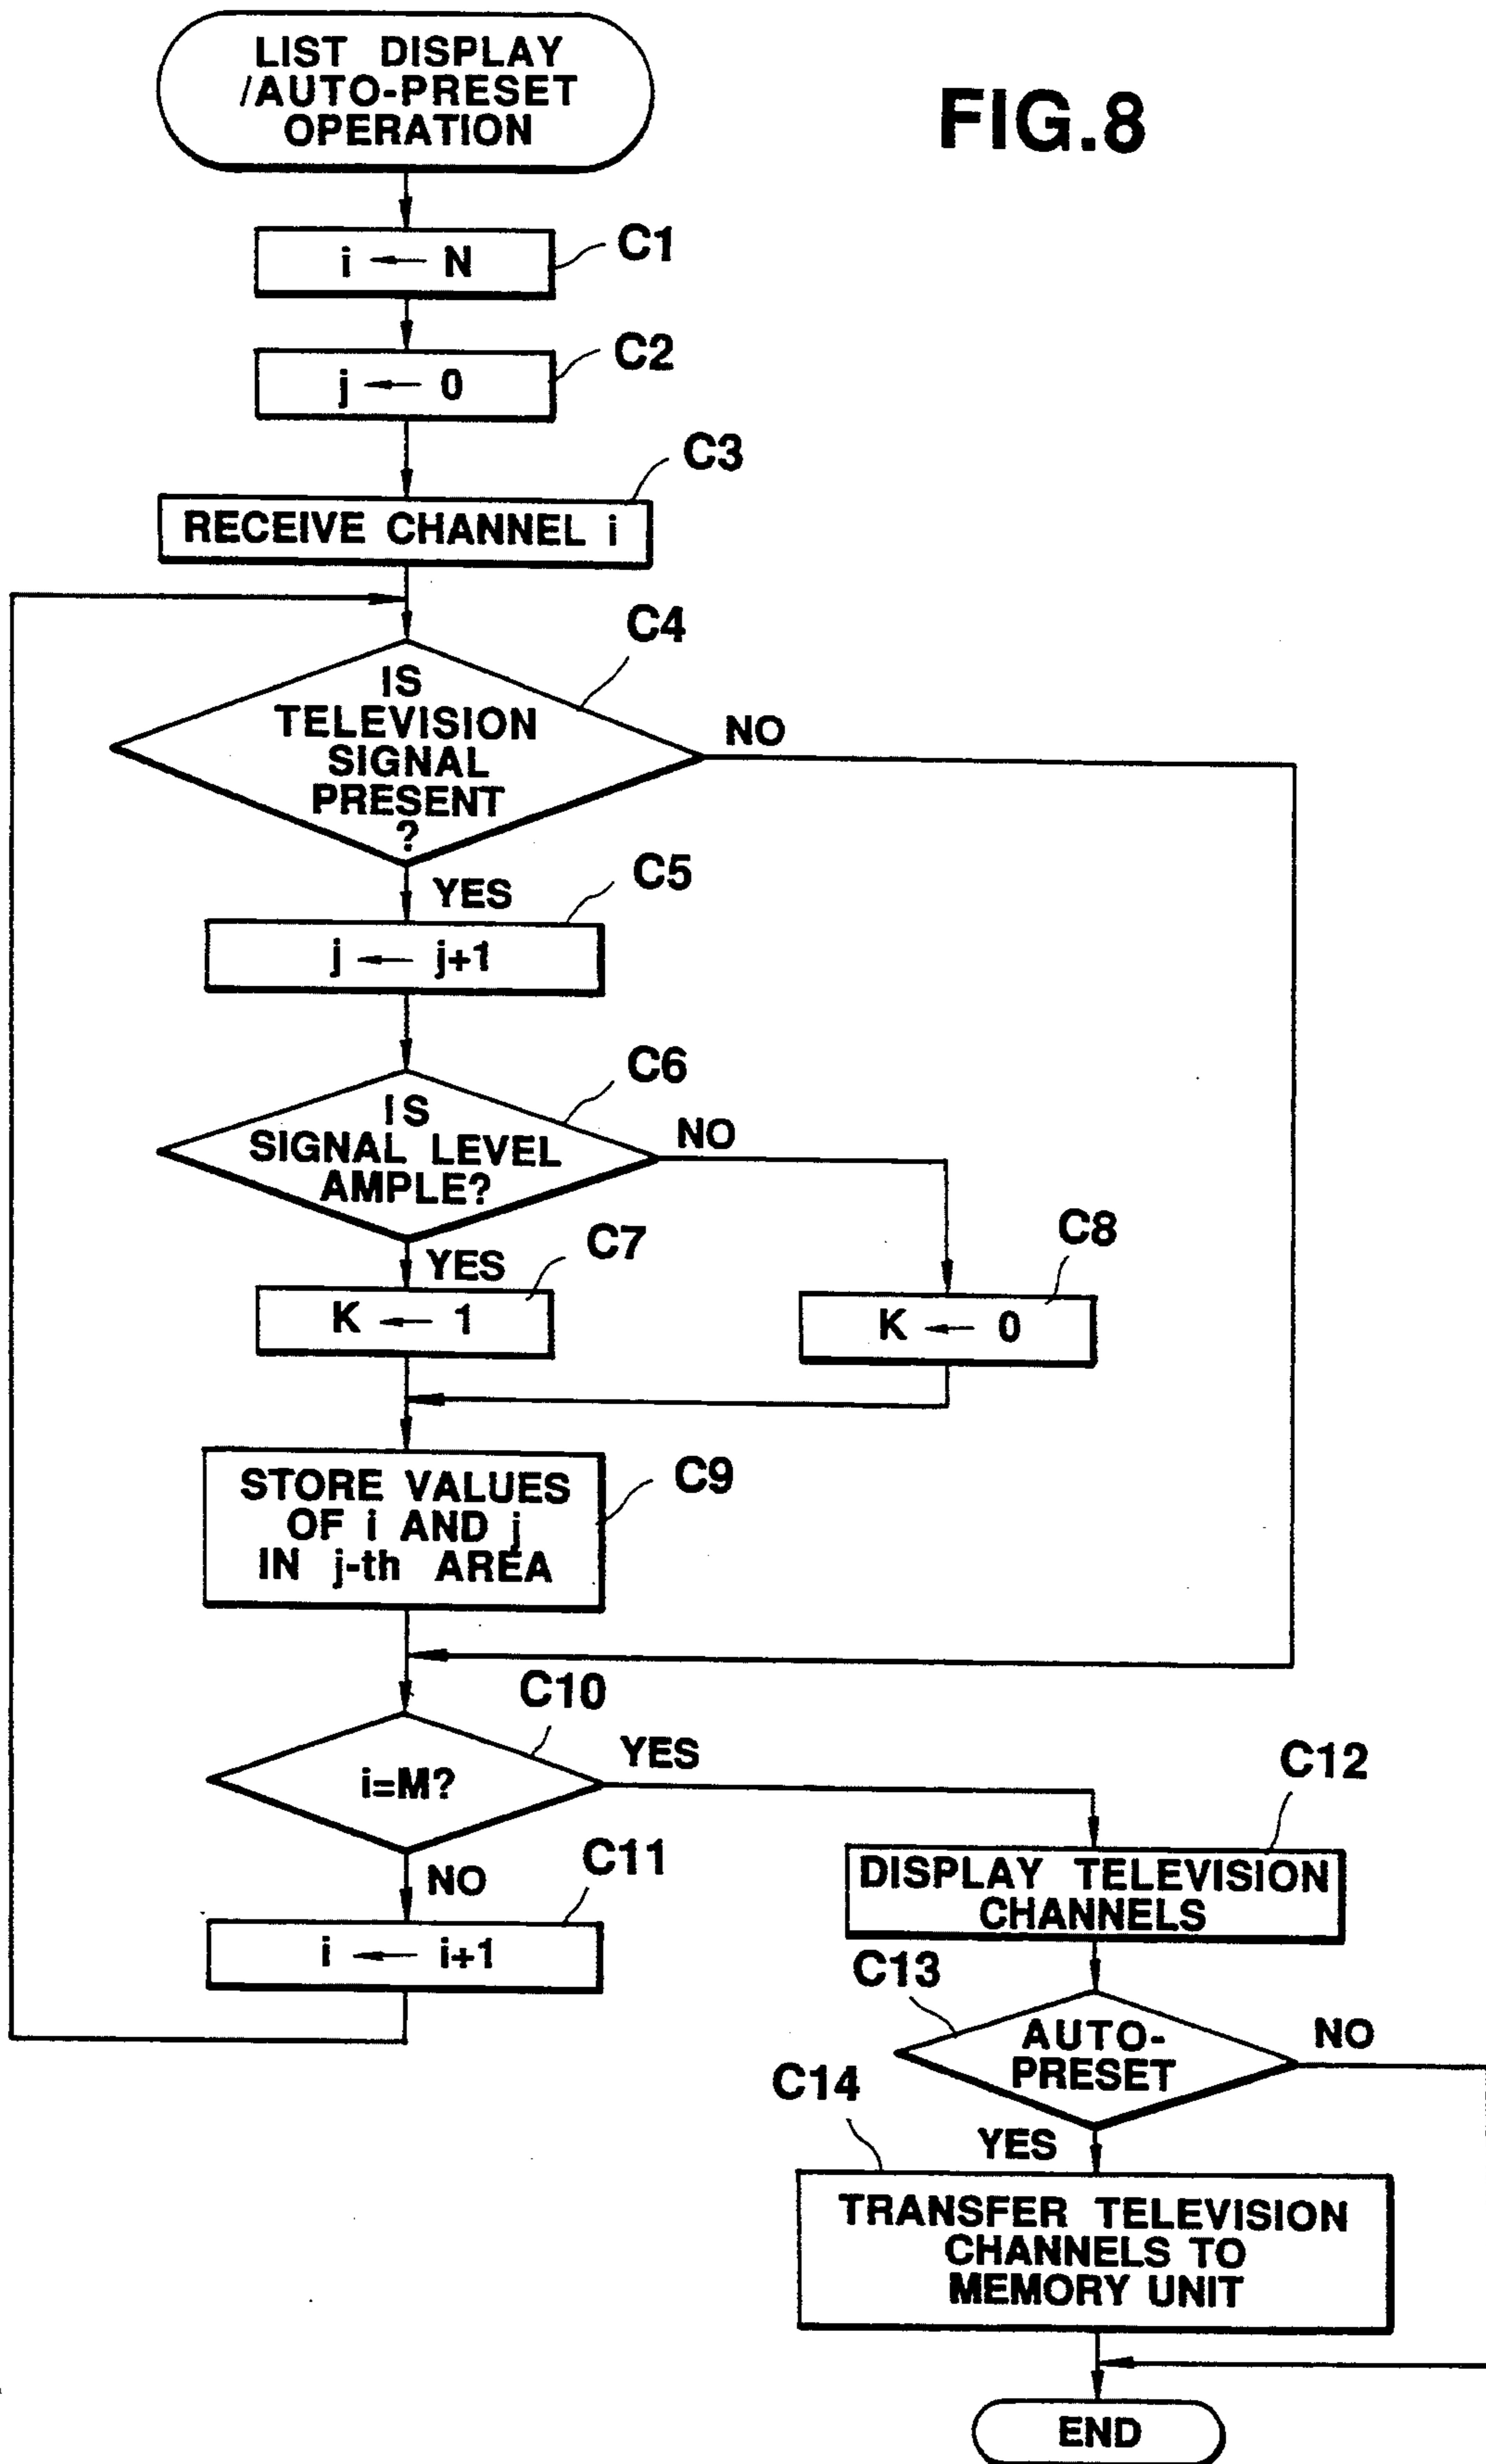 LIST DISPLAY
/AUTO-PRESET
OPERATION
FIG.8
i ← N
C1
j ← 0
C2
C3
RECEIVE CHANNEL i
C4
IS
TELEVISION
SIGNAL
PRESENT
?
NO
YES
C5
j ← j+1
C6
IS
SIGNAL LEVEL
AMPLE?
NO
YES
C7
K ← 1
C8
K ← 0
STORE VALUES
OF i AND j
IN j-th AREA
C9
C10
i=M?
YES
NO
C11
i ← i+1
C12
DISPLAY TELEVISION
CHANNELS
C13
AUTO-
PRESET
NO
YES
C14
TRANSFER TELEVISION
CHANNELS TO
MEMORY UNIT
END